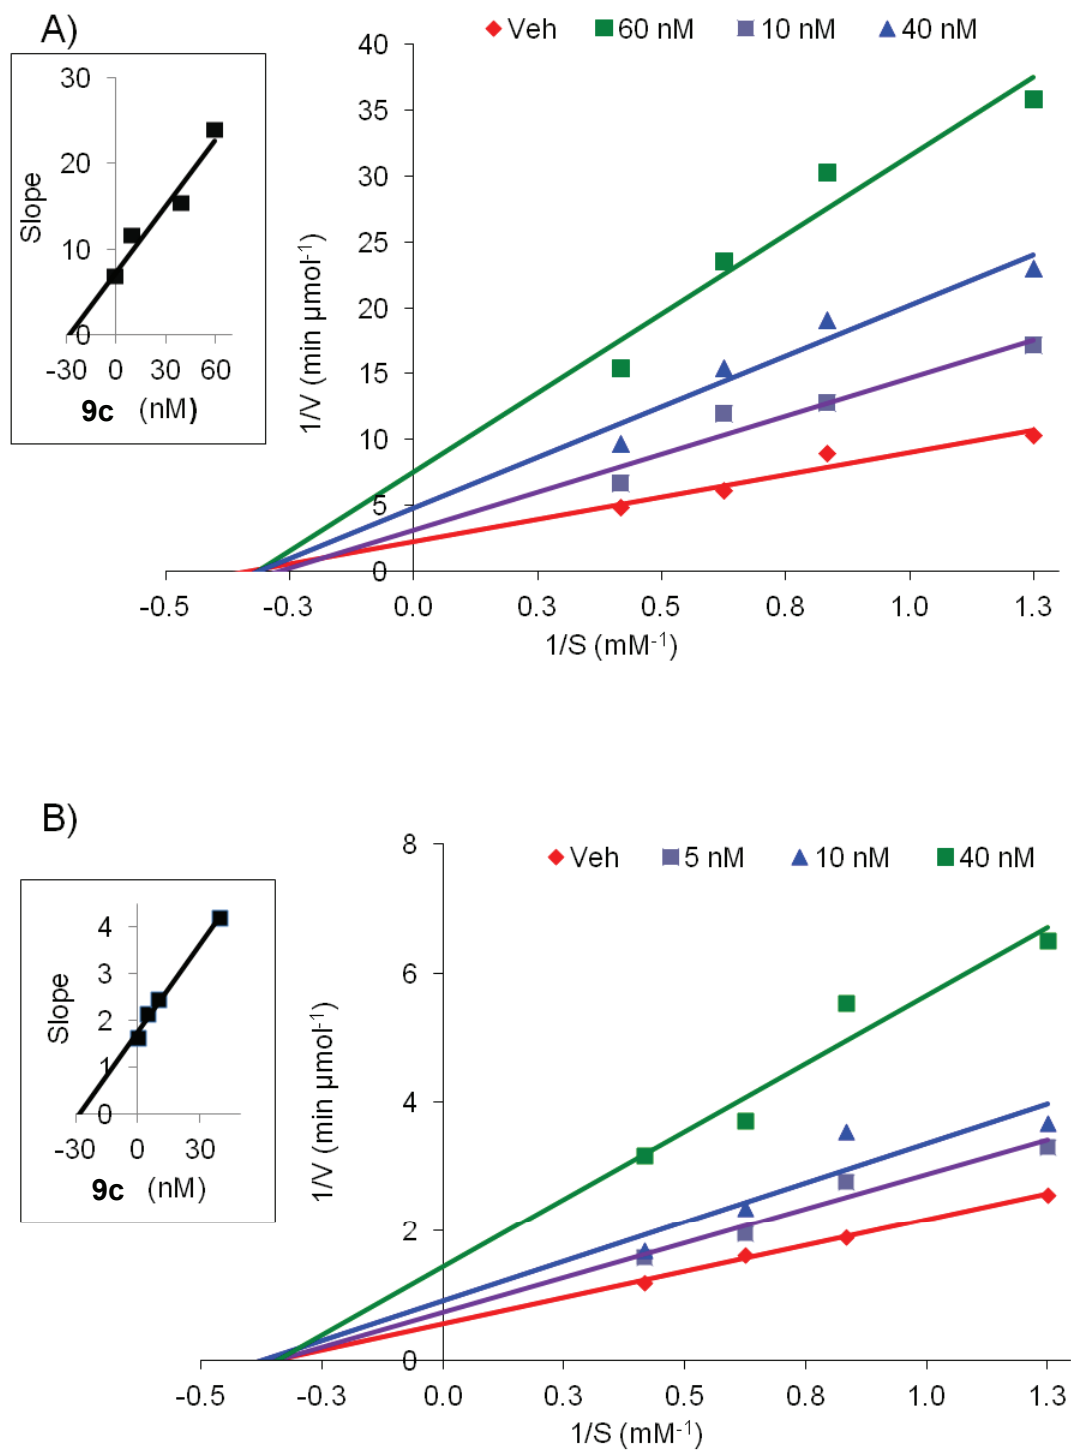 A)
Veh 60 nM 10 nM 40 nM
30
20
10
0
Slope
-30 0 30 60
9c (nM)
40
35
30
25
20
15
10
5
0
1/V (min µmol-1)
-0.5 -0.3 0.0 0.3 0.5 0.8 1.0 1.3
1/S (mM-1)
B)
Veh 5 nM 10 nM 40 nM
4
3
2
1
0
Slope
-30 0 30
9c (nM)
8
6
4
2
0
1/V (min µmol-1)
-0.5 -0.3 0.0 0.3 0.5 0.8 1.0 1.3
1/S (mM-1)